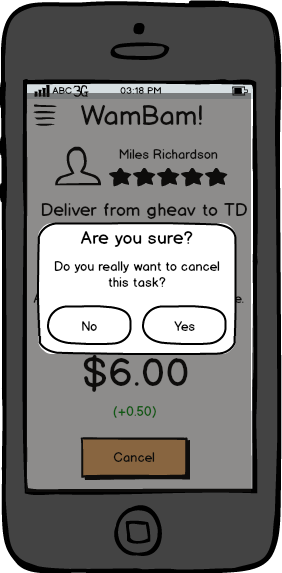 ABC 3G 03:18 PM
WamBam!
Miles Richardson
Deliver from gheav to TD
Are you sure?
Do you really want to cancel
this task?
No Yes
$6.00
(+0.50)
Cancel